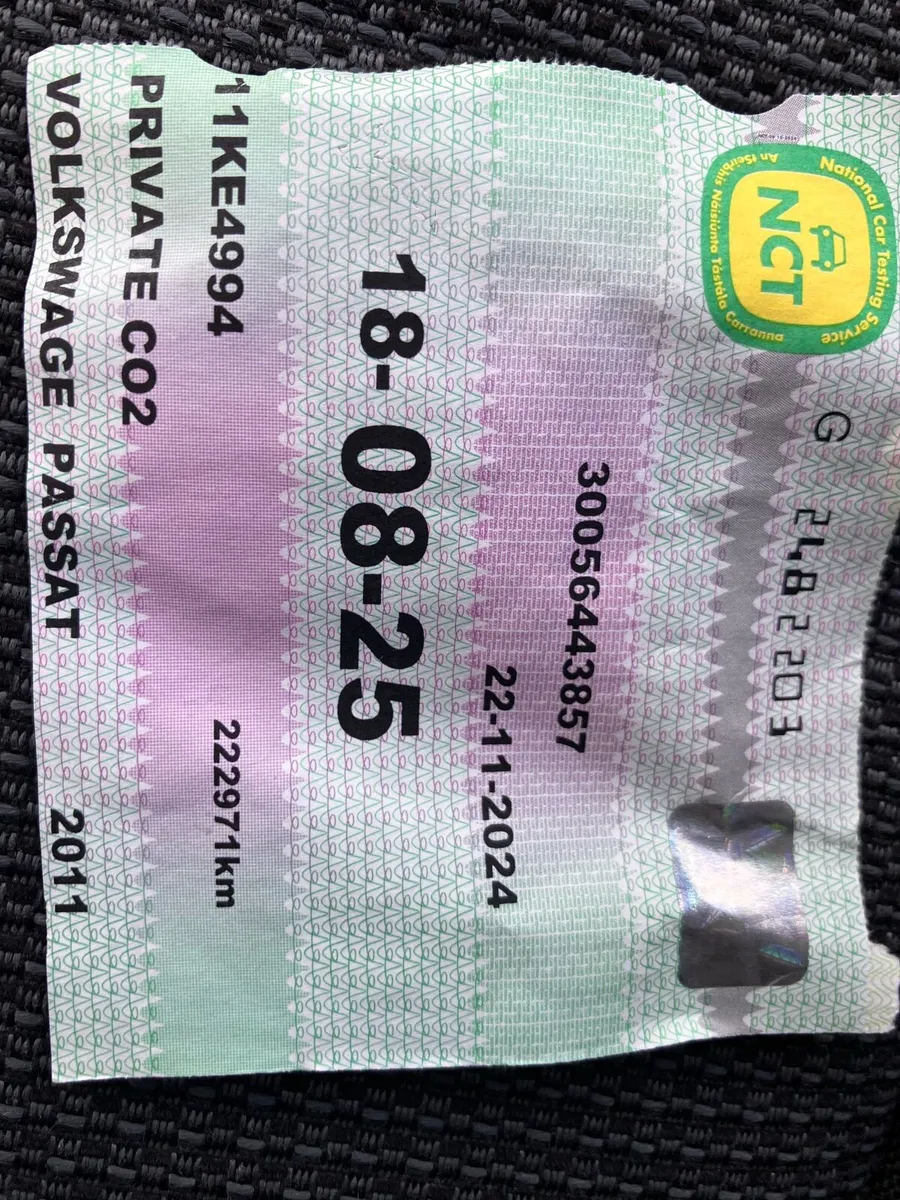 National Car Testing Service
NCT
An tSeirbhís Náisiúnta Tástála Carranna
G 2482203
30056443857
22-11-2024
18-08-25
11KE4994 222971km
PRIVATE CO2
VOLKSWAGE PASSAT 2011